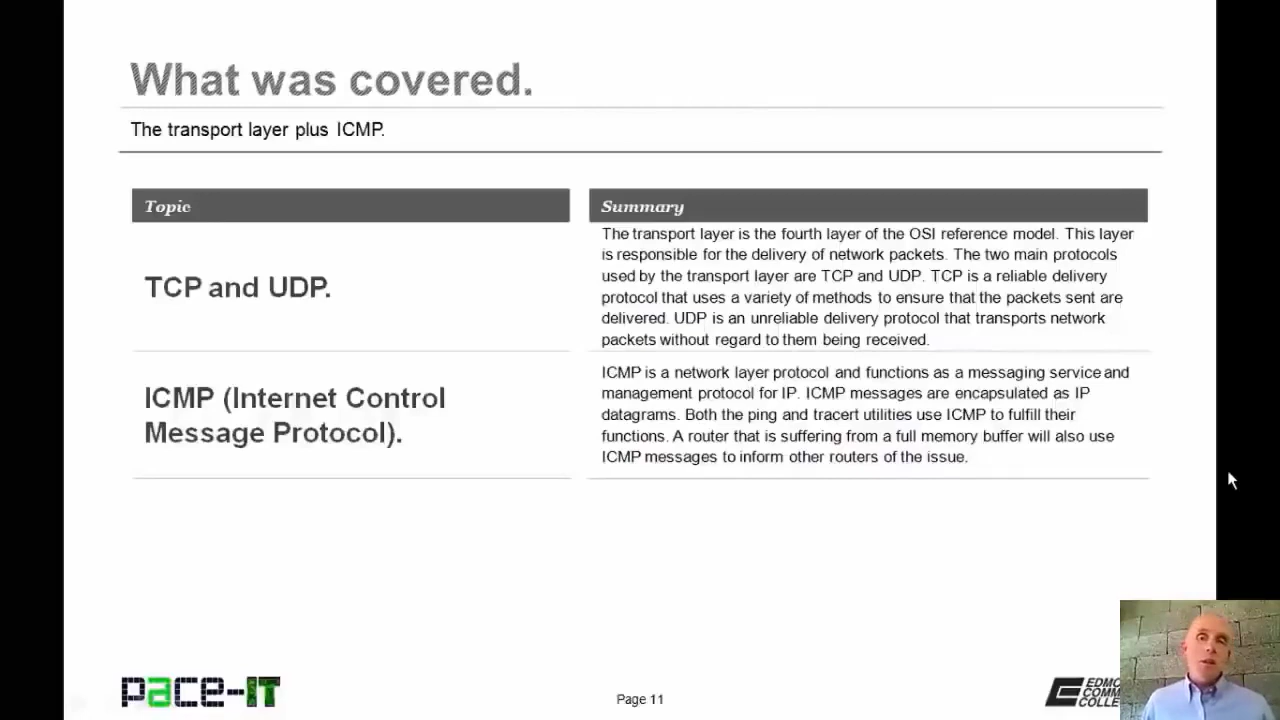 What was covered.
The transport layer plus ICMP.
Topic
Summary
TCP and UDP.
The transport layer is the fourth layer of the OSI reference model. This layer
is responsible for the delivery of network packets. The two main protocols
used by the transport layer are TCP and UDP. TCP is a reliable delivery
protocol that uses a variety of methods to ensure that the packets sent are
delivered. UDP is an unreliable delivery protocol that transports network
packets without regard to them being received.
ICMP (Internet Control
Message Protocol).
ICMP is a network layer protocol and functions as a messaging service and
management protocol for IP. ICMP messages are encapsulated as IP
datagrams. Both the ping and tracert utilities use ICMP to fulfill their
functions. A router that is suffering from a full memory buffer will also use
ICMP messages to inform other routers of the issue.
pace-IT
Page 11